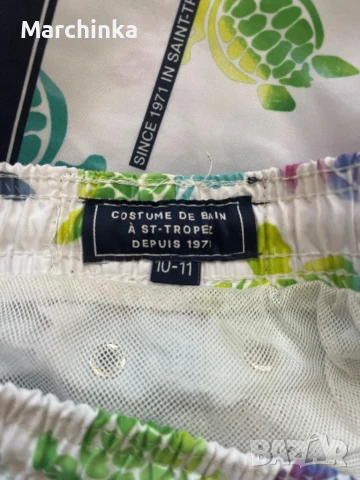 Marchinka
SINCE 1971 IN SAINT-TR
COSTUME DE BAIN
À ST-TROPEZ
DEPUIS 1971
10-11
BAZAR